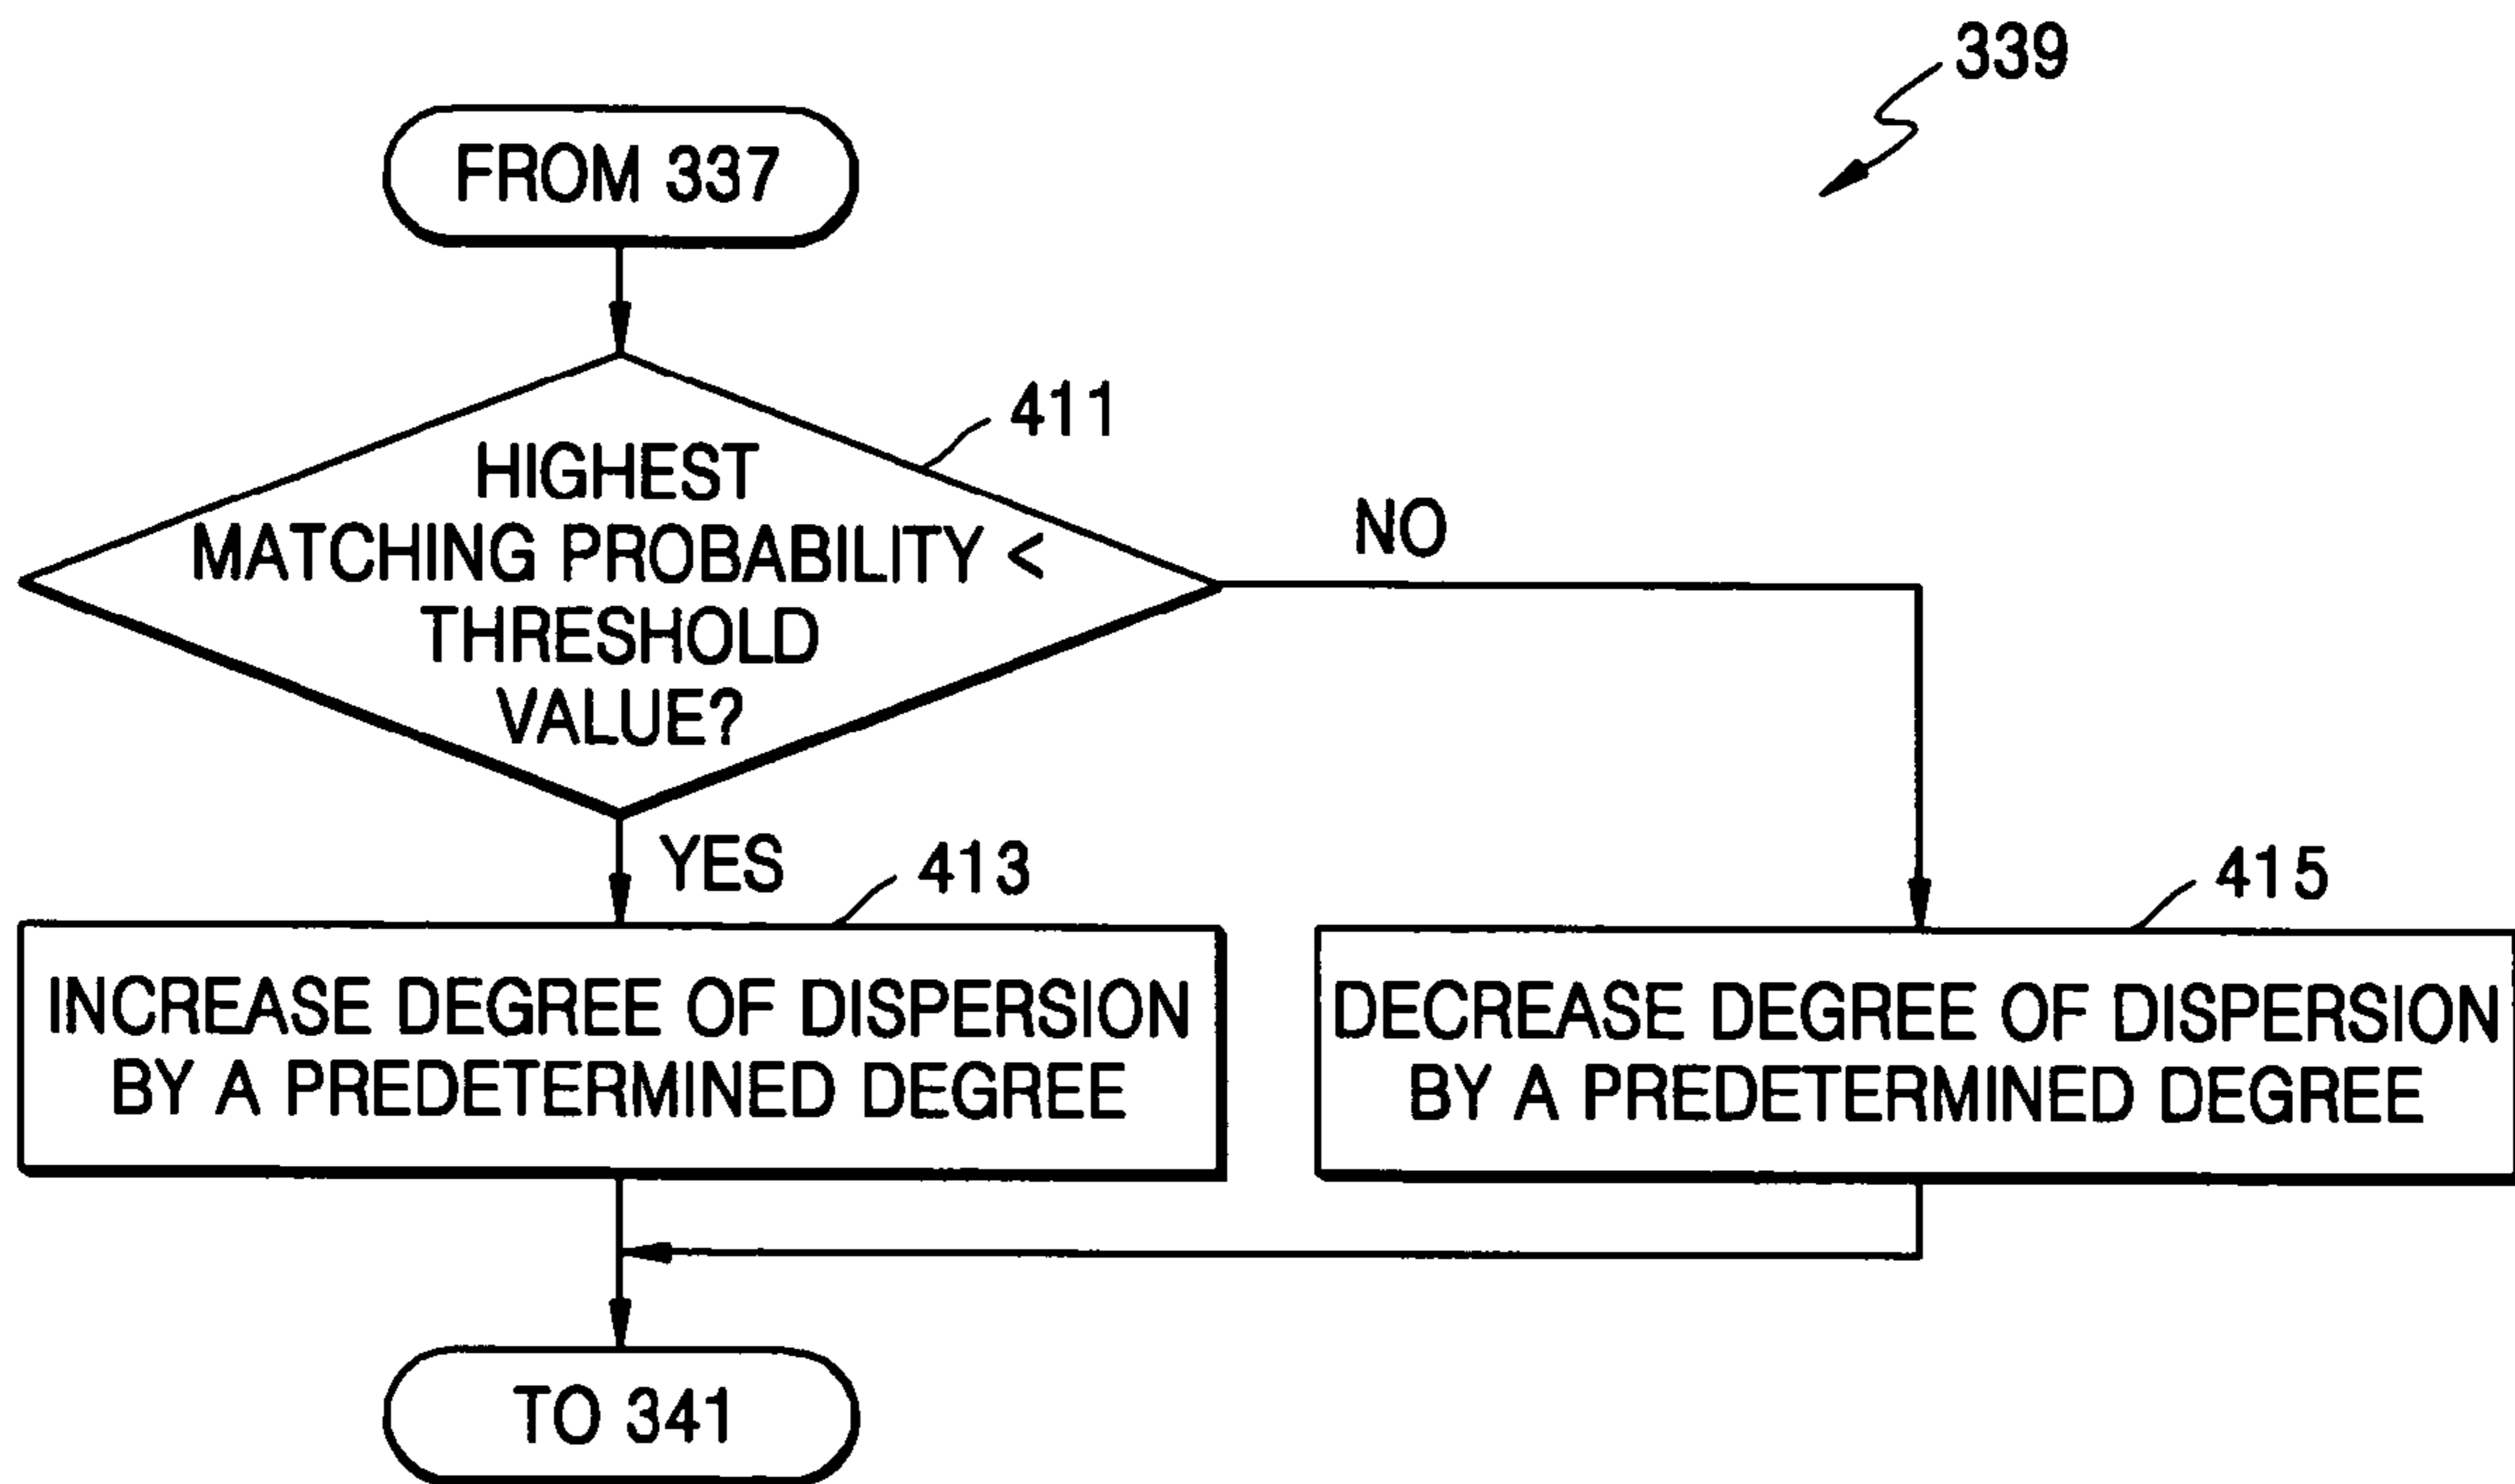 339
FROM 337
411
HIGHEST
MATCHING PROBABILITY <
THRESHOLD
VALUE?
NO
YES
413
415
INCREASE DEGREE OF DISPERSION
BY A PREDETERMINED DEGREE
DECREASE DEGREE OF DISPERSION
BY A PREDETERMINED DEGREE
TO 341